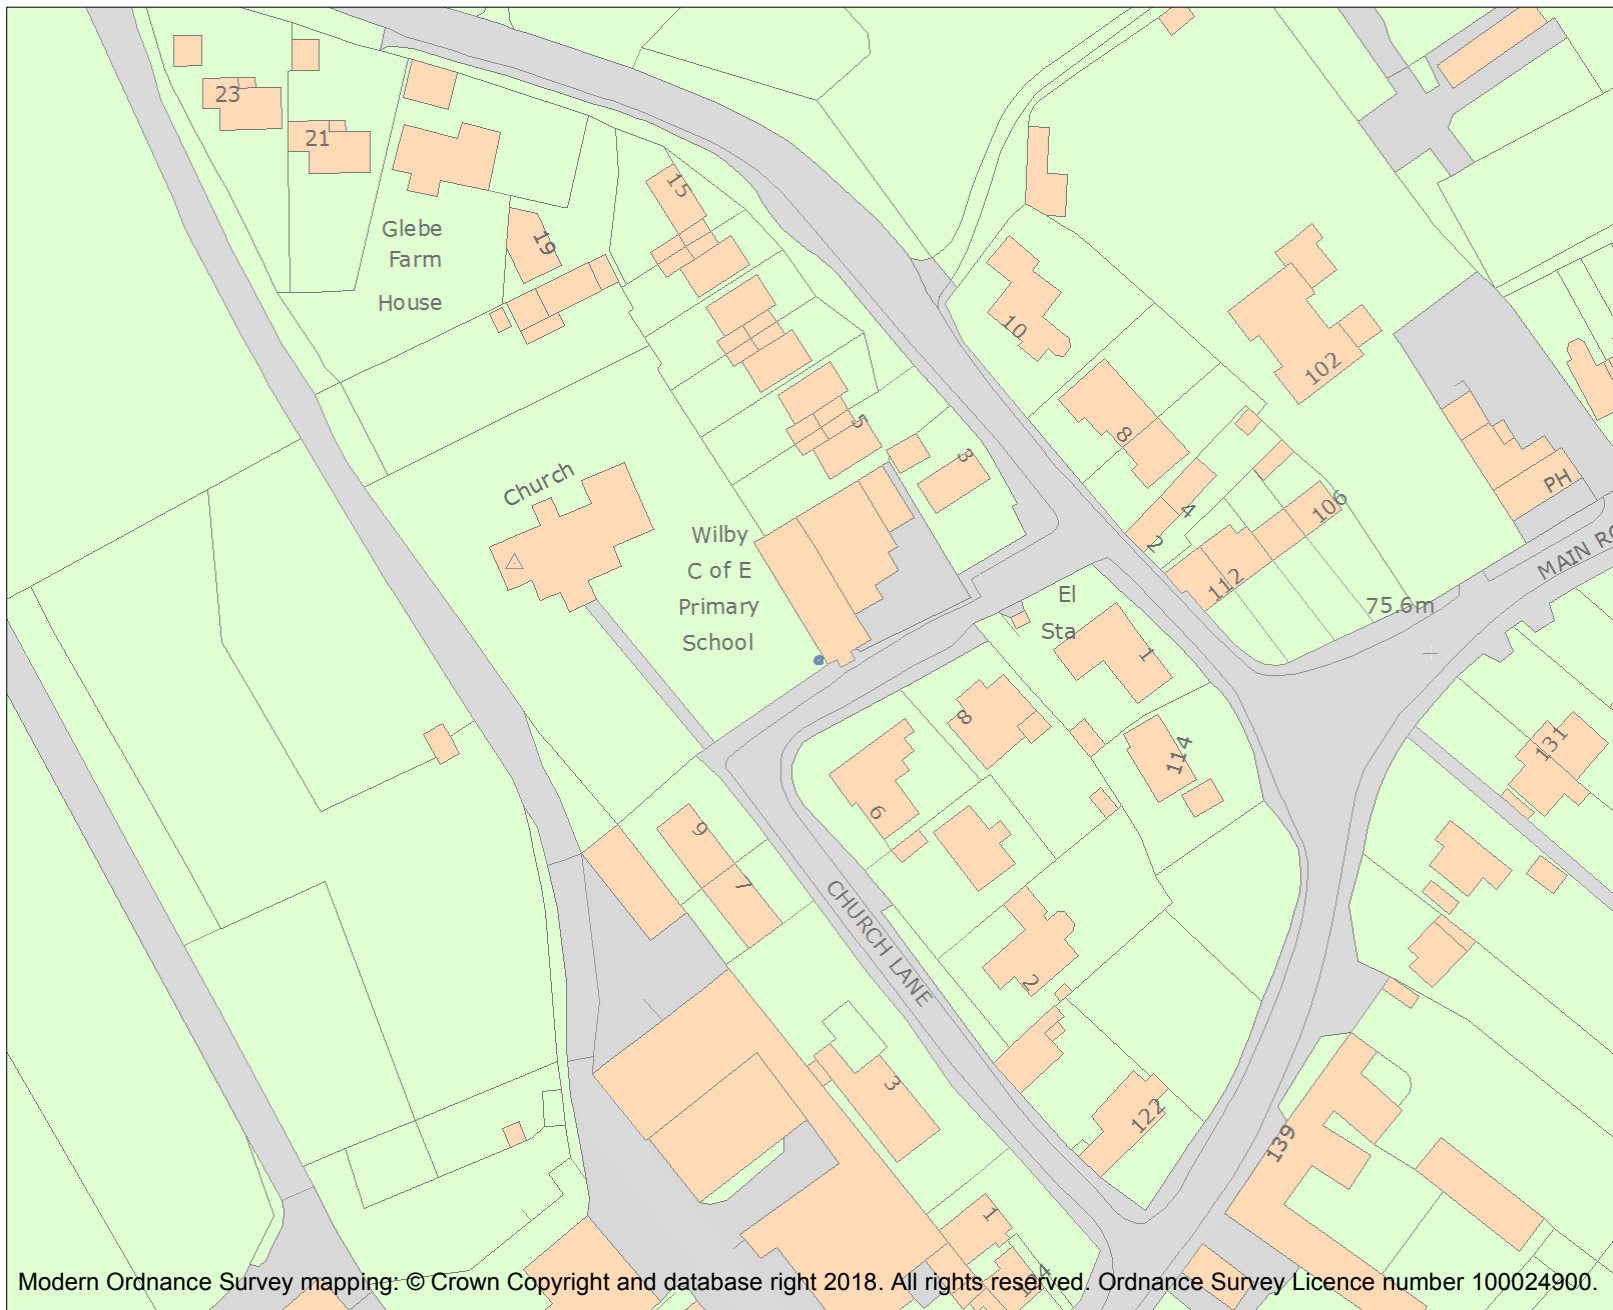 23
21
15
Glebe
Farm
House
19
10
102
5
8
3
Church
4
106
PH
2
Wilby
C of E
Primary
School
El
Sta
112
MAIN RO
75.6m
1
8
114
131
6
9
7
CHURCH LANE
2
3
122
139
1
Modern Ordnance Survey mapping: © Crown Copyright and database right 2018. All rights reserved. Ordnance Survey Licence number 100024900.